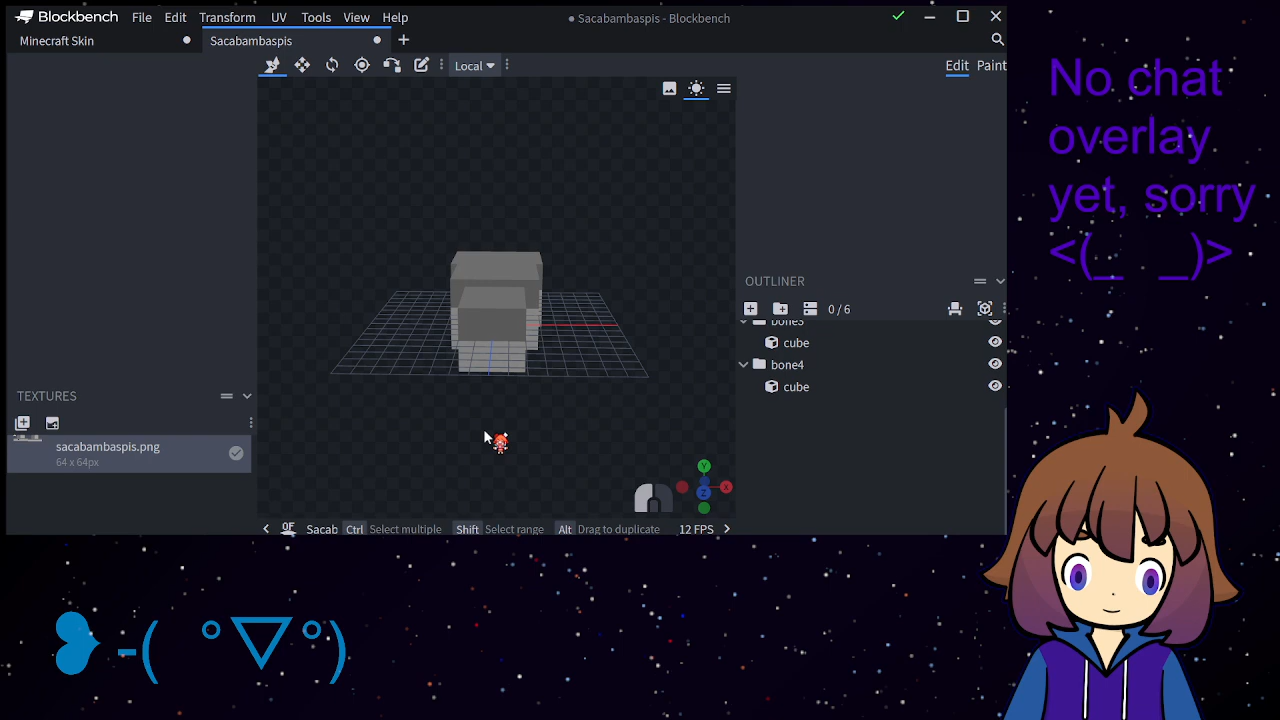 Blockbench File Edit Transform UV Tools View Help Sacabambaspis - Blockbench
Minecraft Skin Sacabambaspis
Local Edit Paint
OUTLINER
0 / 6
bone3
cube
bone4
cube
TEXTURES
sacabambaspis.png
64 x 64px
Y
X
Z
Sacab Ctrl Select multiple Shift Select range Alt Drag to duplicate 12 FPS
No chat
overlay
yet, sorry
<(_ _)>
❥-( °▽°)